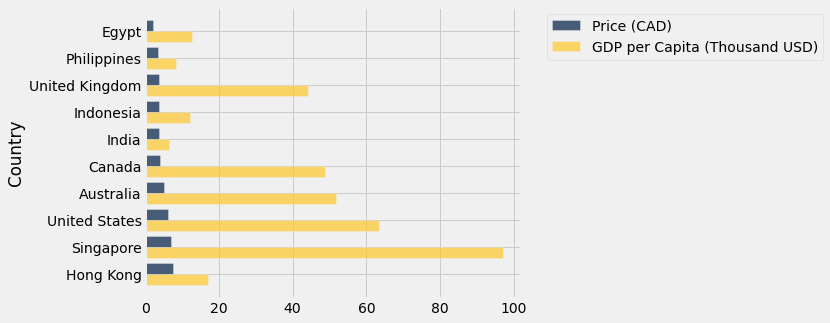 Price (CAD)
GDP per Capita (Thousand USD)
Country
Egypt
Philippines
United Kingdom
Indonesia
India
Canada
Australia
United States
Singapore
Hong Kong
0 20 40 60 80 100